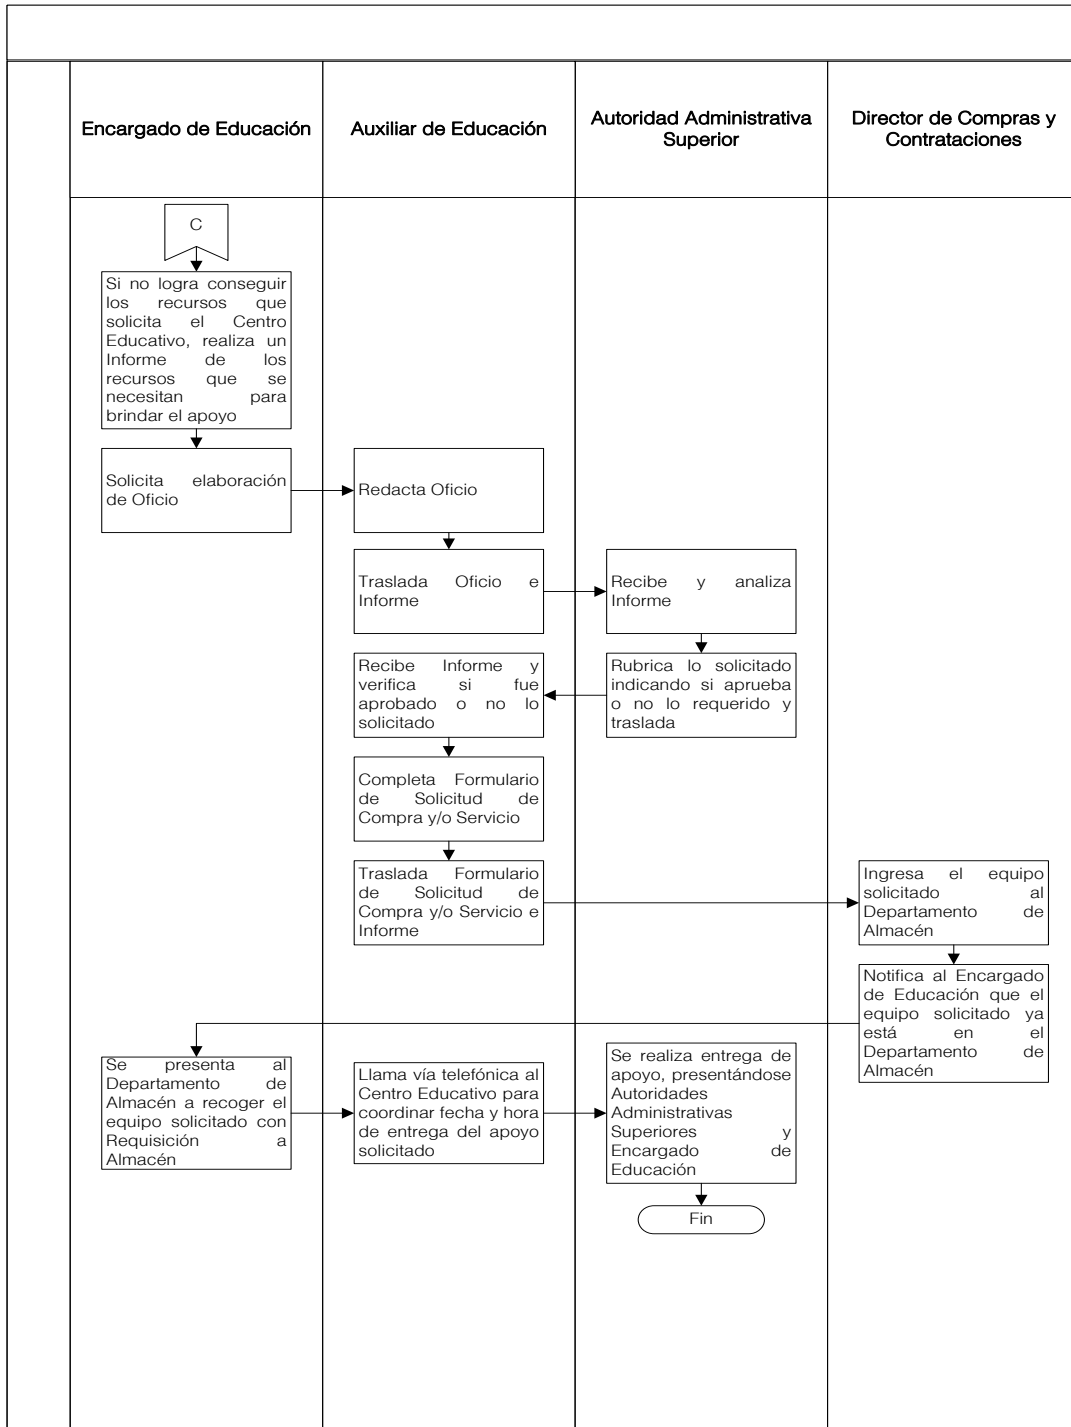 Encargado de Educación
Auxiliar de Educación
Autoridad Administrativa
Superior
Director de Compras y
Contrataciones
C
Si no logra conseguir
los recursos que
solicita el Centro
Educativo, realiza un
Informe de los
recursos que se
necesitan para
brindar el apoyo
Solicita elaboración
de Oficio
Redacta Oficio
Traslada Oficio e
Informe
Recibe y analiza
Informe
Rubrica lo solicitado
indicando si aprueba
o no lo requerido y
traslada
Recibe Informe y
verifica si fue
aprobado o no lo
solicitado
Completa Formulario
de Solicitud de
Compra y/o Servicio
Traslada Formulario
de Solicitud de
Compra y/o Servicio e
Informe
Ingresa el equipo
solicitado al
Departamento de
Almacén
Notifica al Encargado
de Educación que el
equipo solicitado ya
está en el
Departamento de
Almacén
Se presenta al
Departamento de
Almacén a recoger el
equipo solicitado con
Requisición a
Almacén
Llama vía telefónica al
Centro Educativo para
coordinar fecha y hora
de entrega del apoyo
solicitado
Se realiza entrega de
apoyo, presentándose
Autoridades
Administrativas
Superiores y
Encargado de
Educación
Fin